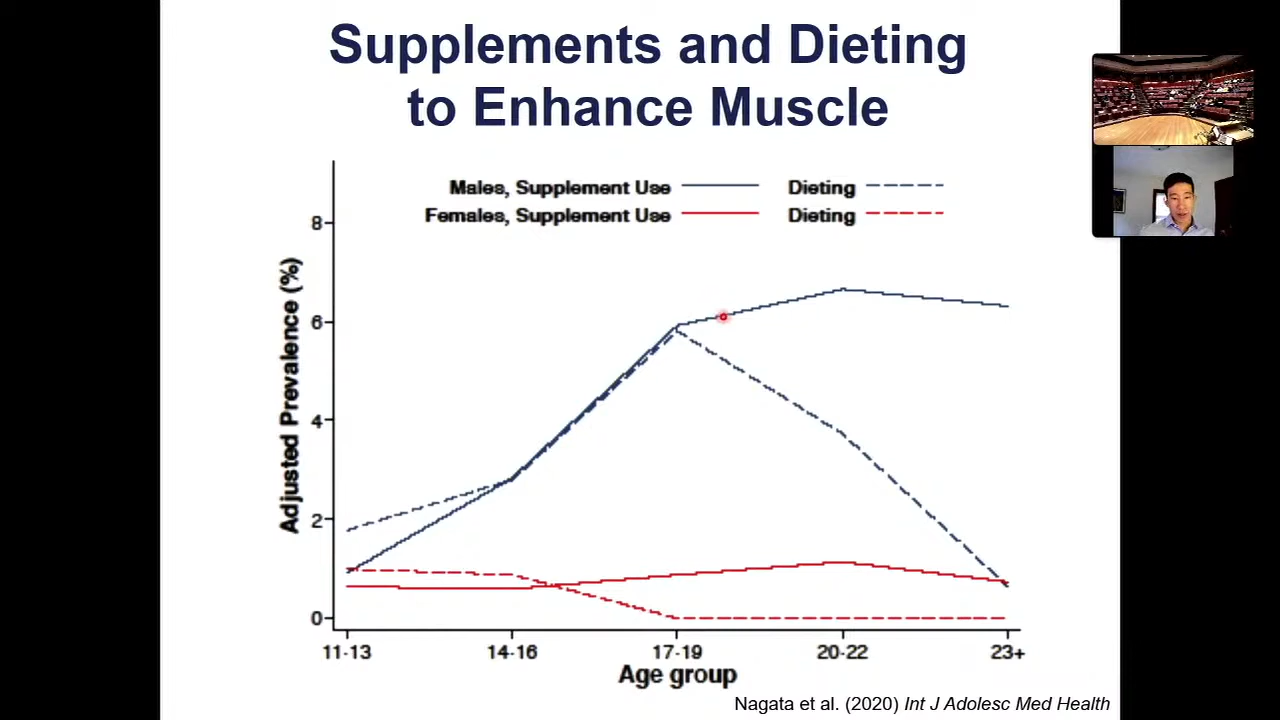 Supplements and Dieting
to Enhance Muscle
Males, Supplement Use Dieting
Females, Supplement Use Dieting
Adjusted Prevalence (%)
8
6
4
2
0
11-13 14-16 17-19 20-22 23+
Age group
Nagata et al. (2020) Int J Adolesc Med Health